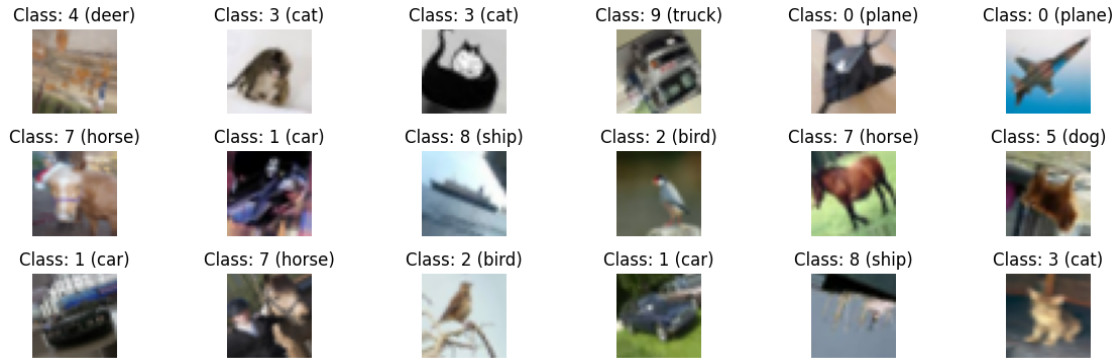 Class: 4 (deer) Class: 3 (cat) Class: 3 (cat) Class: 9 (truck) Class: 0 (plane) Class: 0 (plane)
Class: 7 (horse) Class: 1 (car) Class: 8 (ship) Class: 2 (bird) Class: 7 (horse) Class: 5 (dog)
Class: 1 (car) Class: 7 (horse) Class: 2 (bird) Class: 1 (car) Class: 8 (ship) Class: 3 (cat)